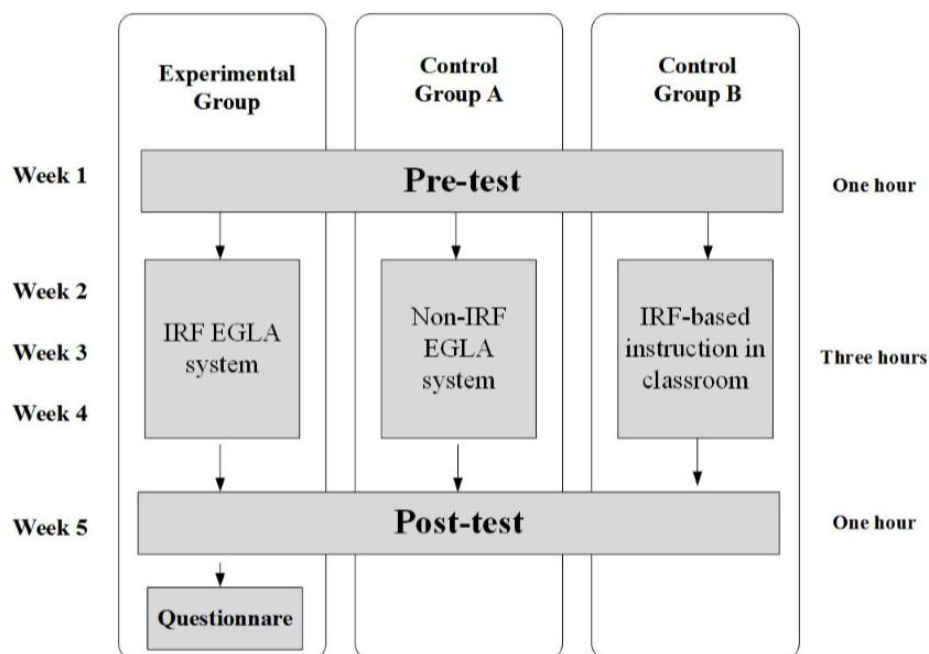 Experimental
Group
Control
Group A
Control
Group B
Week 1
Pre-test
One hour
Week 2
Week 3
Week 4
IRF EGLA
system
Non-IRF
EGLA
system
IRF-based
instruction in
classroom
Three hours
Week 5
Post-test
One hour
Questionnare